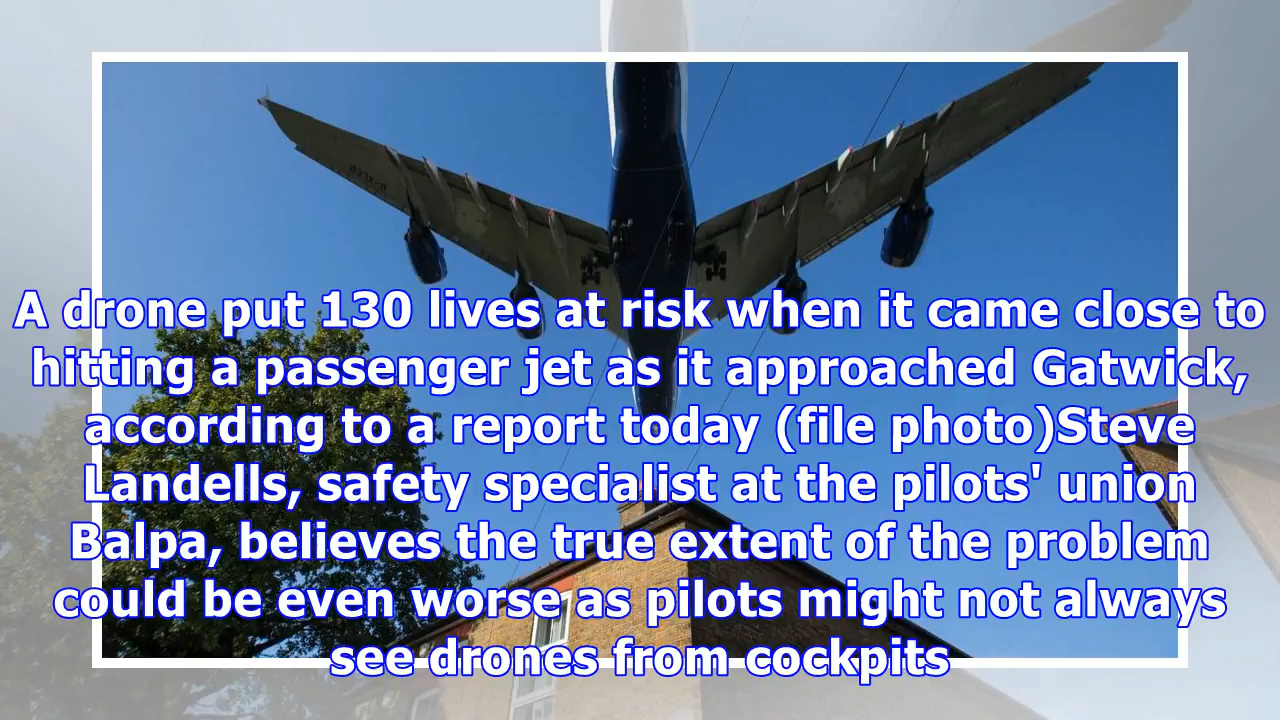 A drone put 130 lives at risk when it came close to
hitting a passenger jet as it approached Gatwick,
according to a report today (file photo)Steve
Landells, safety specialist at the pilots' union
Balpa, believes the true extent of the problem
could be even worse as pilots might not always
see drones from cockpits